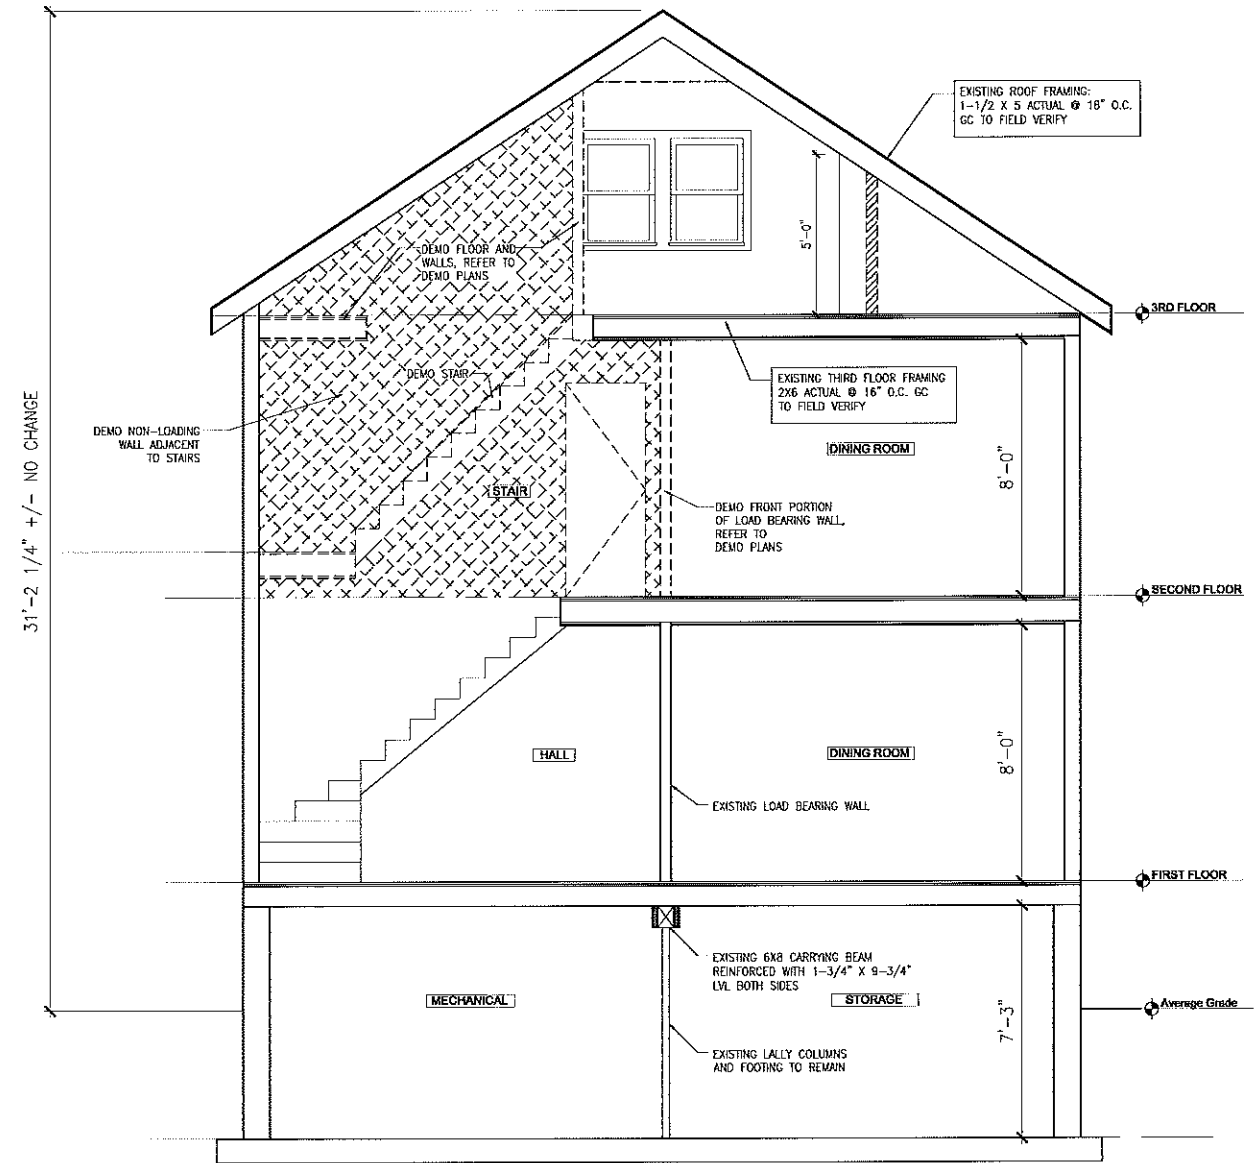 EXISTING ROOF FRAMING:
1-1/2 X 5 ACTUAL @ 18" O.C.
GC TO FIELD VERIFY
5'-0"
DEMO FLOOR AND
WALLS, REFER TO
DEMO PLANS
3RD FLOOR
EXISTING THIRD FLOOR FRAMING
2X6 ACTUAL @ 16" O.C. GC
TO FIELD VERIFY
DEMO STAIR
DEMO NON-LOADING
WALL ADJACENT
TO STAIRS
DINING ROOM
8'-0"
STAIR
DEMO FRONT PORTION
OF LOAD BEARING WALL,
REFER TO
DEMO PLANS
31'-2 1/4" +/- NO CHANGE
SECOND FLOOR
HALL
DINING ROOM
8'-0"
EXISTING LOAD BEARING WALL
FIRST FLOOR
EXISTING 6X8 CARRYING BEAM
REINFORCED WITH 1-3/4" X 9-3/4"
LVL BOTH SIDES
MECHANICAL
STORAGE
7'-3"
Average Grade
EXISTING LALLY COLUMNS
AND FOOTING TO REMAIN